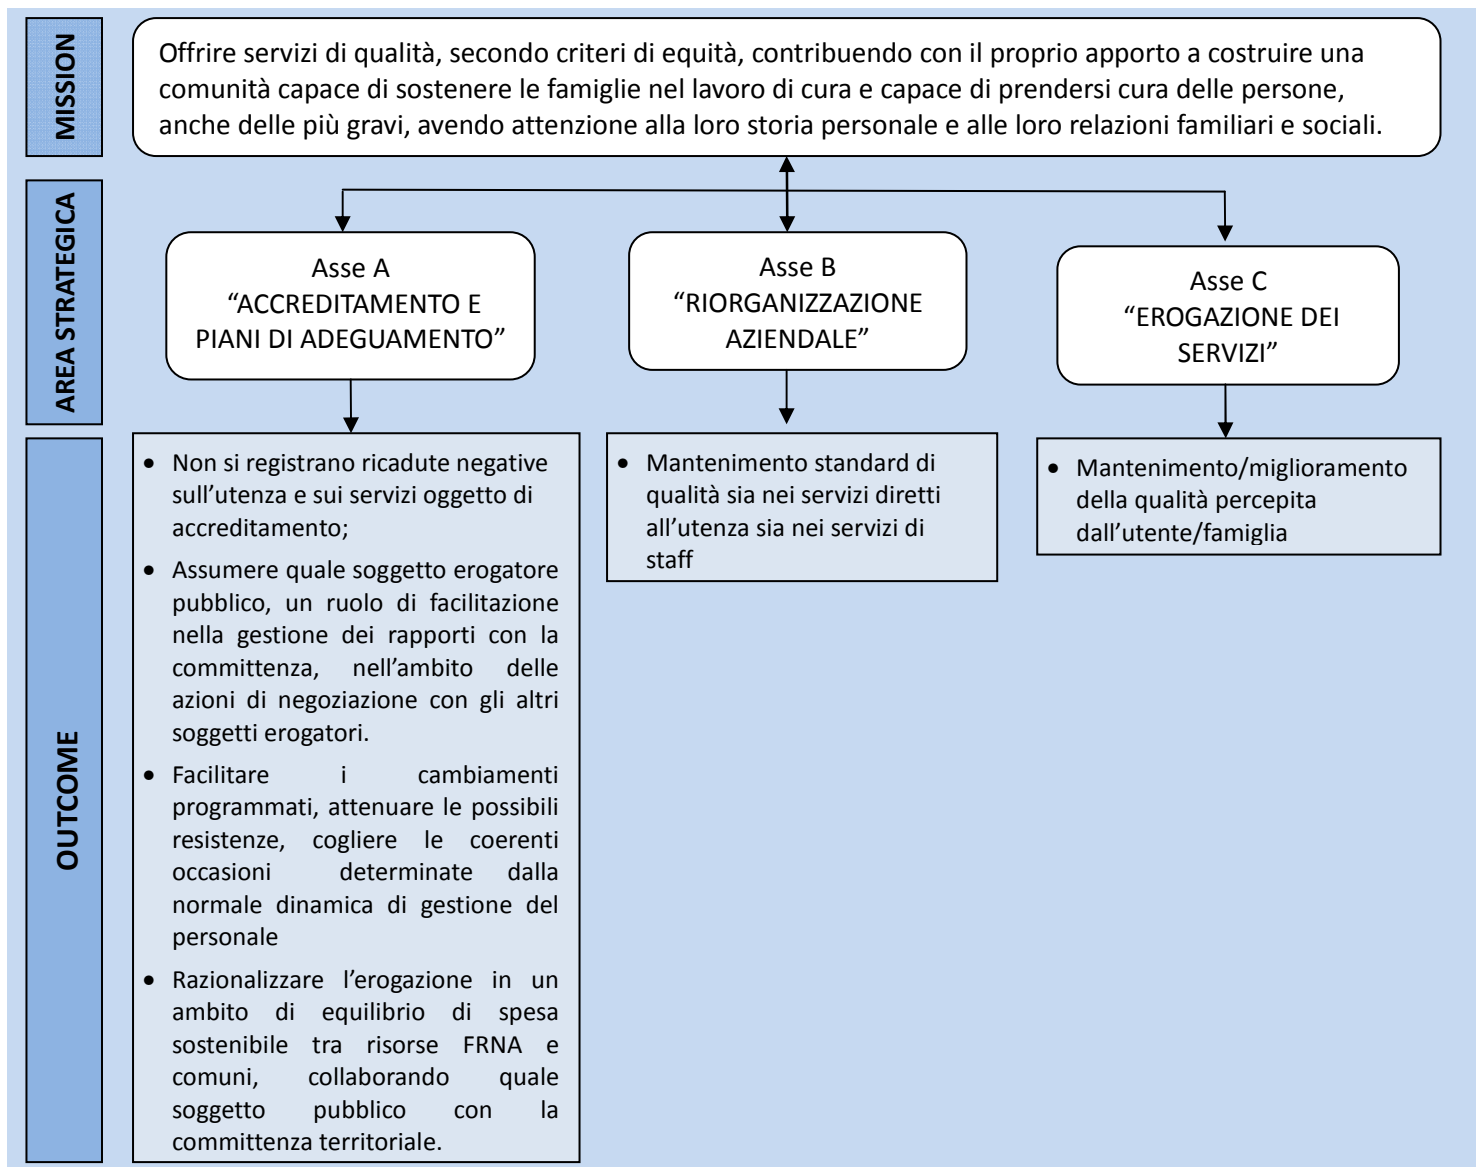 MISSION
Offrire servizi di qualità, secondo criteri di equità, contribuendo con il proprio apporto a costruire una
comunità capace di sostenere le famiglie nel lavoro di cura e capace di prendersi cura delle persone,
anche delle più gravi, avendo attenzione alla loro storia personale e alle loro relazioni familiari e sociali.
AREA STRATEGICA
Asse A
“ACCREDITAMENTO E
PIANI DI ADEGUAMENTO”
Asse B
“RIORGANIZZAZIONE
AZIENDALE”
Asse C
“EROGAZIONE DEI
SERVIZI”
OUTCOME
• Non si registrano ricadute negative
sull’utenza e sui servizi oggetto di
accreditamento;
• Assumere quale soggetto erogatore
pubblico, un ruolo di facilitazione
nella gestione dei rapporti con la
committenza, nell’ambito delle
azioni di negoziazione con gli altri
soggetti erogatori.
• Facilitare i cambiamenti
programmati, attenuare le possibili
resistenze, cogliere le coerenti
occasioni determinate dalla
normale dinamica di gestione del
personale
• Razionalizzare l’erogazione in un
ambito di equilibrio di spesa
sostenibile tra risorse FRNA e
comuni, collaborando quale
soggetto pubblico con la
committenza territoriale.
• Mantenimento standard di
qualità sia nei servizi diretti
all’utenza sia nei servizi di
staff
• Mantenimento/miglioramento
della qualità percepita
dall’utente/famiglia